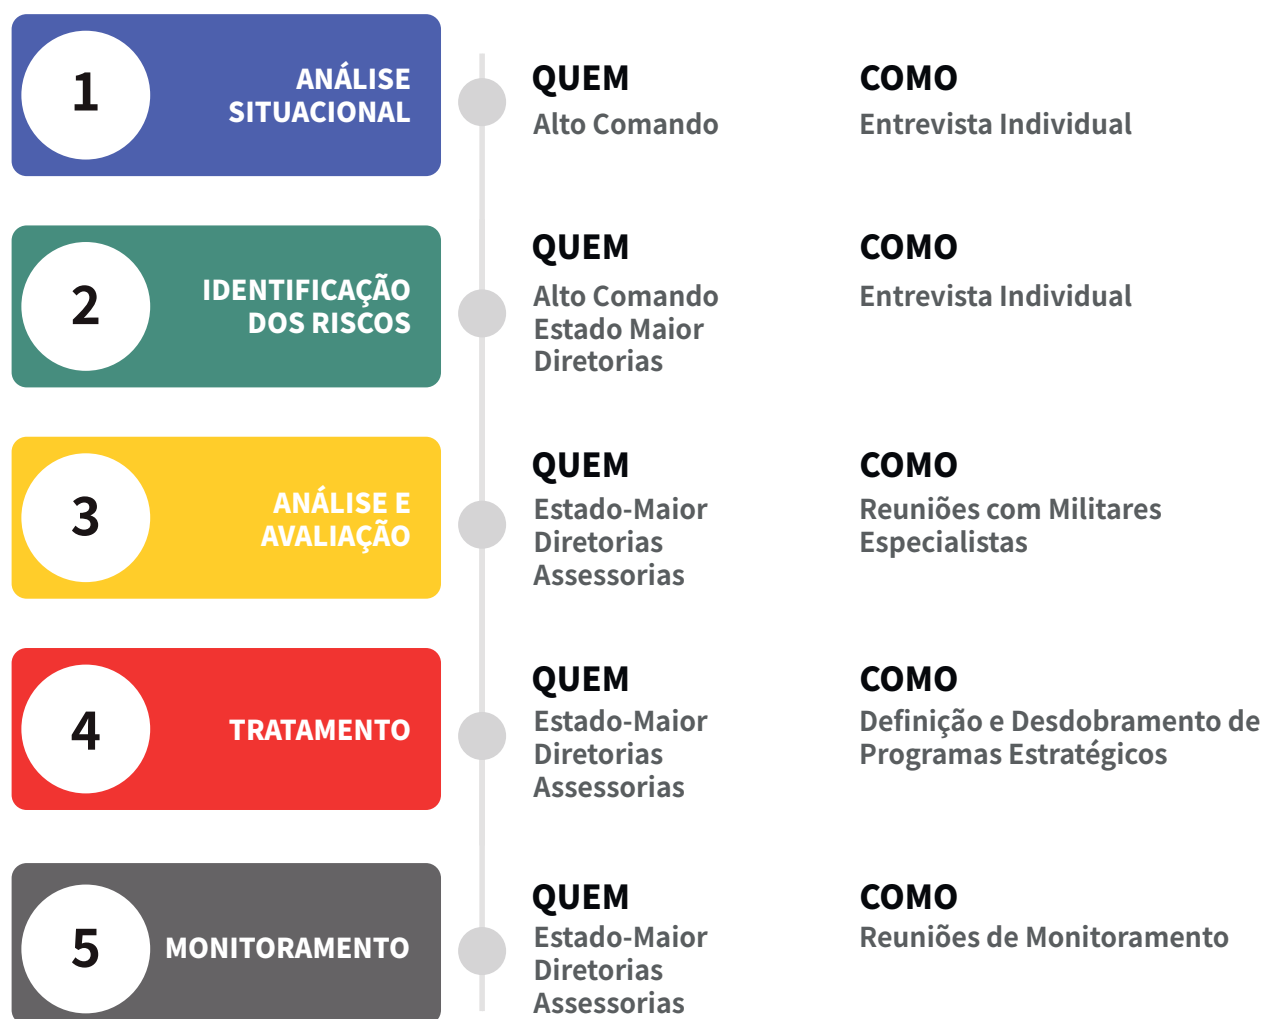 1
ANÁLISE
SITUACIONAL
QUEM
Alto Comando
COMO
Entrevista Individual
2
IDENTIFICAÇÃO
DOS RISCOS
QUEM
Alto Comando
Estado Maior
Diretorias
COMO
Entrevista Individual
3
ANÁLISE E
AVALIAÇÃO
QUEM
Estado-Maior
Diretorias
Assessorias
COMO
Reuniões com Militares
Especialistas
4
TRATAMENTO
QUEM
Estado-Maior
Diretorias
Assessorias
COMO
Definição e Desdobramento de
Programas Estratégicos
5
MONITORAMENTO
QUEM
Estado-Maior
Diretorias
Assessorias
COMO
Reuniões de Monitoramento